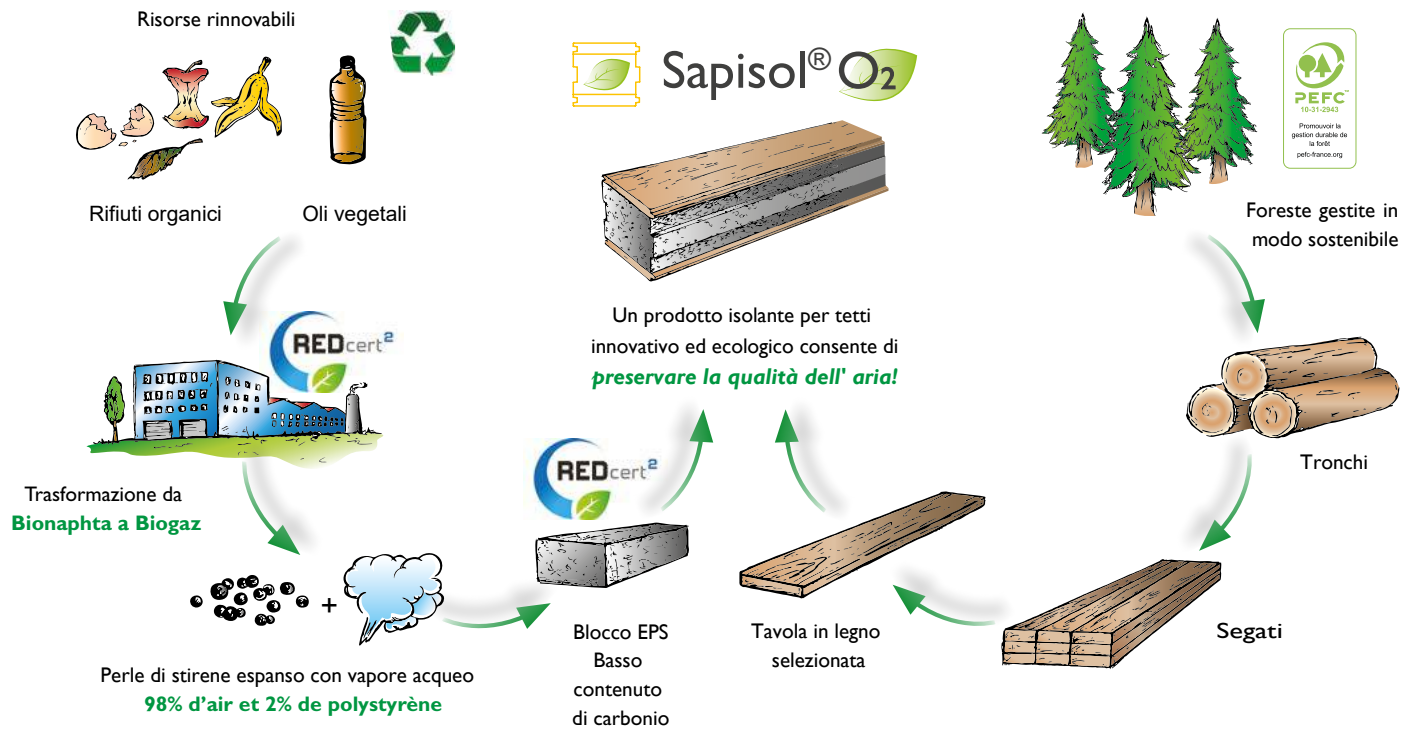 Risorse rinnovabili
Rifiuti organici
Oli vegetali
REDcert²
Trasformazione da
Bionaphta a Biogaz
+
Perle di stirene espanso con vapore acqueo
98% d’air et 2% de polystyrène
Sapisol® O2
Un prodotto isolante per tetti
innovativo ed ecologico consente di
preservare la qualità dell' aria!
REDcert²
Blocco EPS
Basso
contenuto
di carbonio
Tavola in legno
selezionata
PEFC™
10-31-2943
Promouvoir la
gestion durable de
la forêt
pefc-france.org
Foreste gestite in
modo sostenibile
Tronchi
Segati